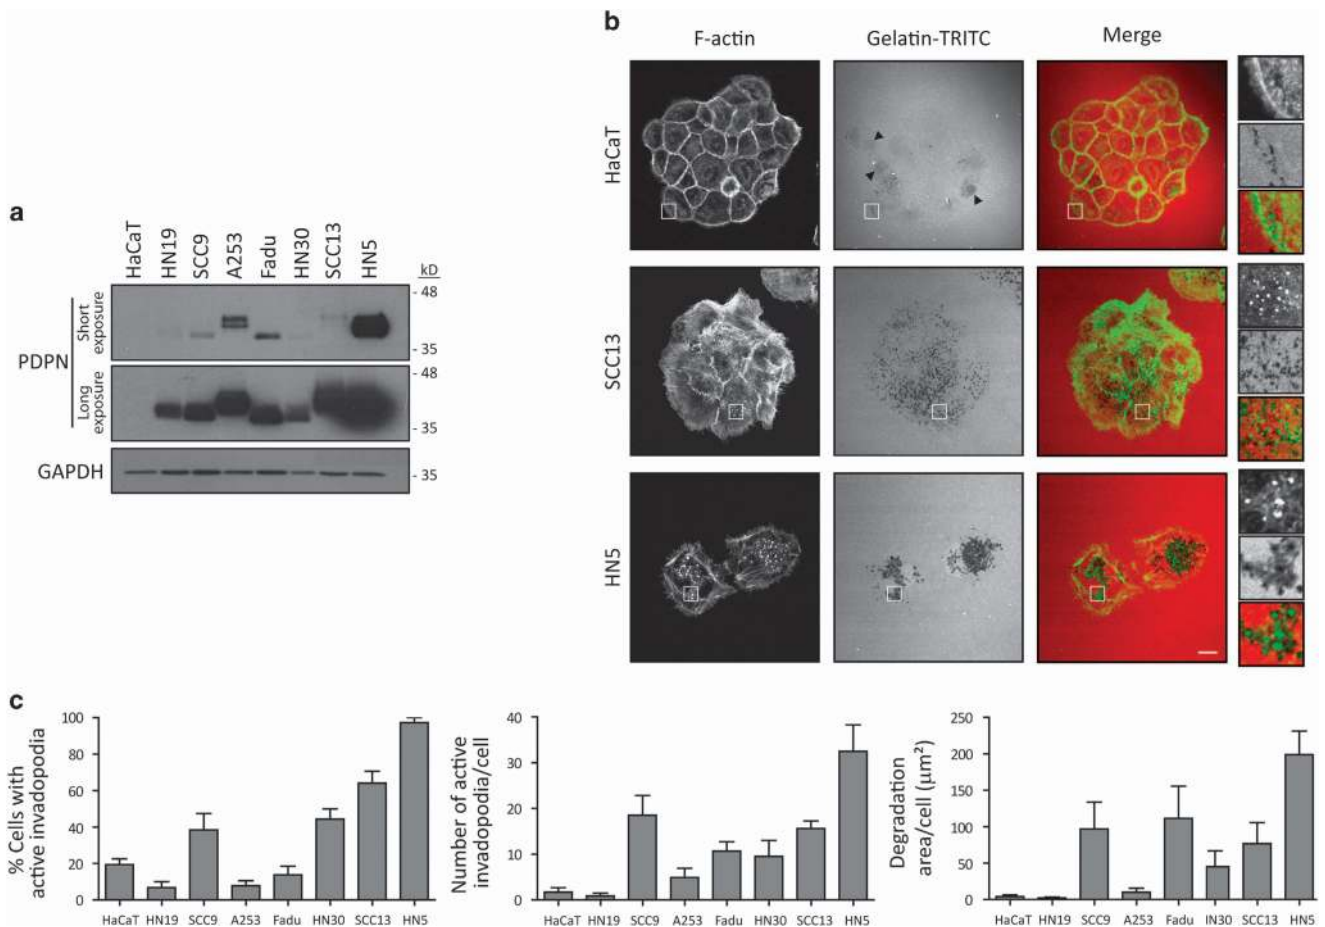 b
F-actin
Gelatin-TRITC
Merge
HaCaT
SCC13
HN5
a
HaCaT
HN19
SCC9
A253
Fadu
HN30
SCC13
HN5
kD
PDPN
Short
exposure
- 48
- 35
Long
exposure
- 48
- 35
GAPDH
- 35
c
% Cells with
active invadopodia
100
80
60
40
20
0
HaCaT HN19 SCC9 A253 Fadu HN30 SCC13 HN5
Number of active
invadopodia/cell
40
30
20
10
0
HaCaT HN19 SCC9 A253 Fadu HN30 SCC13 HN5
Degradation
area/cell (µm²)
250
200
150
100
50
0
HaCaT HN19 SCC9 A253 Fadu IN30 SCC13 HN5